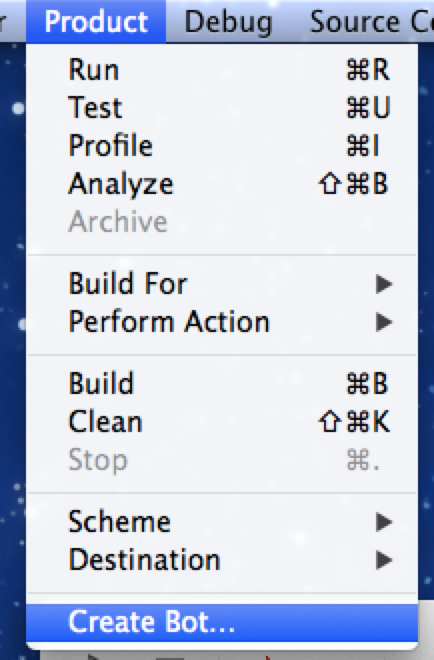 Product Debug Source
Run ⌘R
Test ⌘U
Profile ⌘I
Analyze ⇧⌘B
Archive
Build For ▶
Perform Action ▶
Build ⌘B
Clean ⇧⌘K
Stop ⌘.
Scheme ▶
Destination ▶
Create Bot...